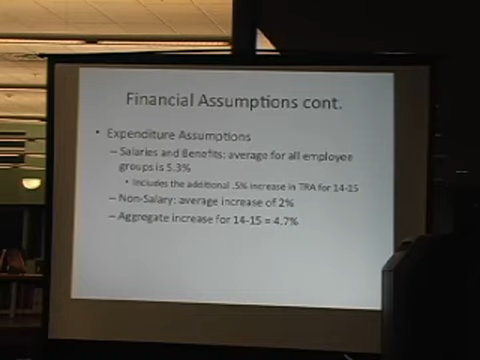 Financial Assumptions cont.
• Expenditure Assumptions
– Salaries and Benefits: average for all employee
groups is 5.3%
• Includes the additional .5% increase in TRA for 14-15
– Non-Salary: average increase of 2%
– Aggregate increase for 14-15 = 4.7%